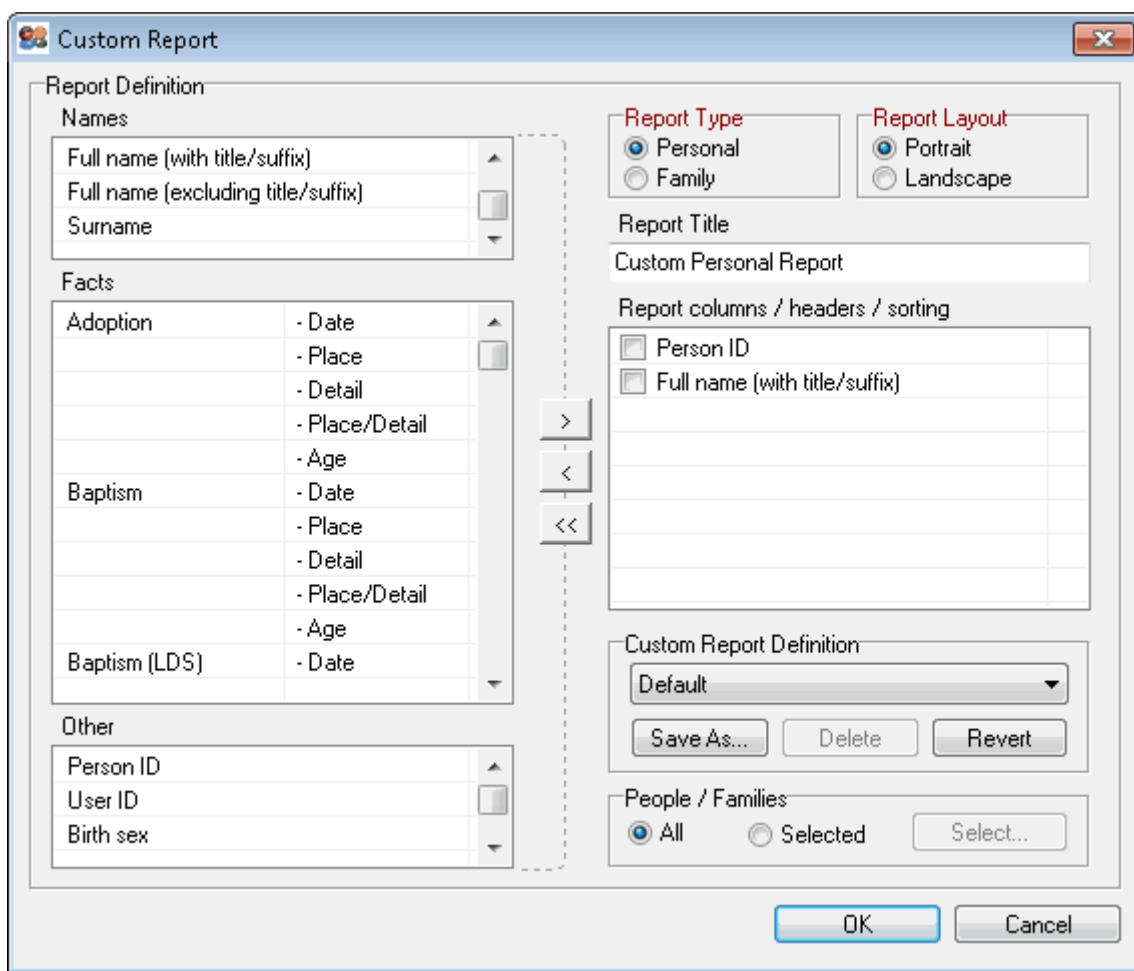 Custom Report
Report Definition
Names
Full name (with title/suffix)
Full name (excluding title/suffix)
Surname
Facts
Adoption - Date
- Place
- Detail
- Place/Detail
- Age
Baptism - Date
- Place
- Detail
- Place/Detail
- Age
Baptism (LDS) - Date
Other
Person ID
User ID
Birth sex
>
<
<<
Report Type
Personal
Family
Report Layout
Portrait
Landscape
Report Title
Custom Personal Report
Report columns / headers / sorting
Person ID
Full name (with title/suffix)
Custom Report Definition
Default
Save As... Delete Revert
People / Families
All Selected Select...
OK Cancel